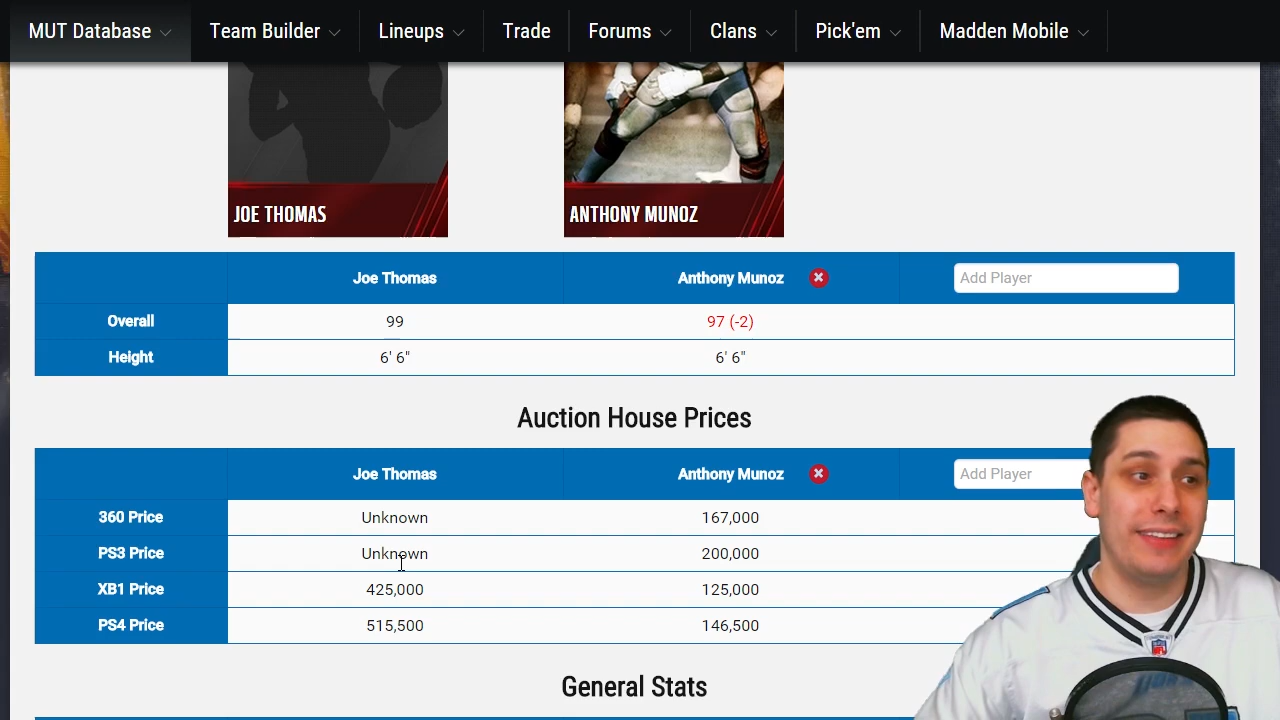 MUT Database Team Builder Lineups Trade Forums Clans Pick'em Madden Mobile
JOE THOMAS ANTHONY MUNOZ
Joe Thomas Anthony Munoz Add Player
Overall 99 97 (-2)
Height 6' 6" 6' 6"
Auction House Prices
Joe Thomas Anthony Munoz Add Player
360 Price Unknown 167,000
PS3 Price Unknown 200,000
XB1 Price 425,000 125,000
PS4 Price 515,500 146,500
General Stats